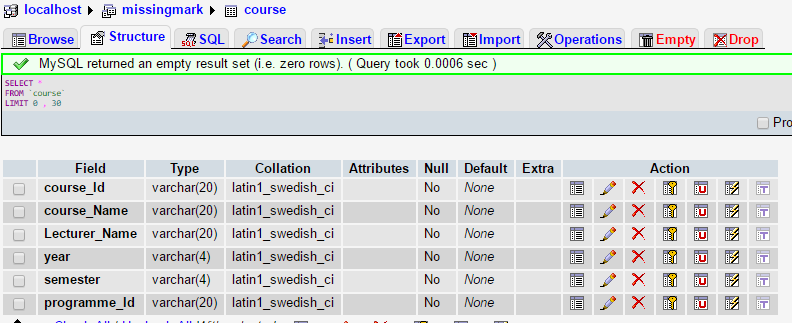 localhost ▸ missingmark ▸ course
Browse Structure SQL Search Insert Export Import Operations Empty Drop
MySQL returned an empty result set (i.e. zero rows). ( Query took 0.0006 sec )
SELECT *
FROM `course`
LIMIT 0 , 30
Pro
Field Type Collation Attributes Null Default Extra Action
course_Id varchar(20) latin1_swedish_ci No None
course_Name varchar(20) latin1_swedish_ci No None
Lecturer_Name varchar(20) latin1_swedish_ci No None
year varchar(4) latin1_swedish_ci No None
semester varchar(4) latin1_swedish_ci No None
programme_Id varchar(20) latin1_swedish_ci No None